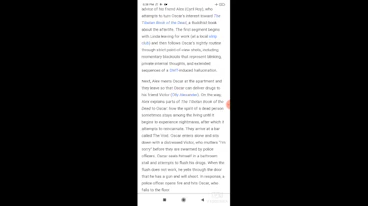 advice of his friend Alex (Cyril Roy), who
attempts to turn Oscar's interest toward The
Tibetan Book of the Dead, a Buddhist book
about the afterlife. The first segment begins
with Linda leaving for work (at a local strip
club) and then follows Oscar's nightly routine
through strict point-of-view shots, including
momentary blackouts that represent blinking,
private internal thoughts, and extended
sequences of a DMT-induced hallucination.
Next, Alex meets Oscar at the apartment and
they leave so that Oscar can deliver drugs to
his friend Victor
On the way,
Alex explains parts of The Tibetan Book of the
Dead to Oscar: how the spirit of a dead person
sometimes stays among the living until it
begins to experience nightmares, after which it
attempts to reincarnate. They arrive at a bar
called The Void. Oscar enters alone and sits
down with a distressed Victor, who mutters "I'm
sorry" before they are swarmed by police
officers. Oscar seals himself in a bathroom
stall and attempts to flush his drugs. When the
flush does not work, he yells through the door
that he has a gun and will shoot. In response, a
police officer opens fire and hits Oscar, who
falls to the floor.